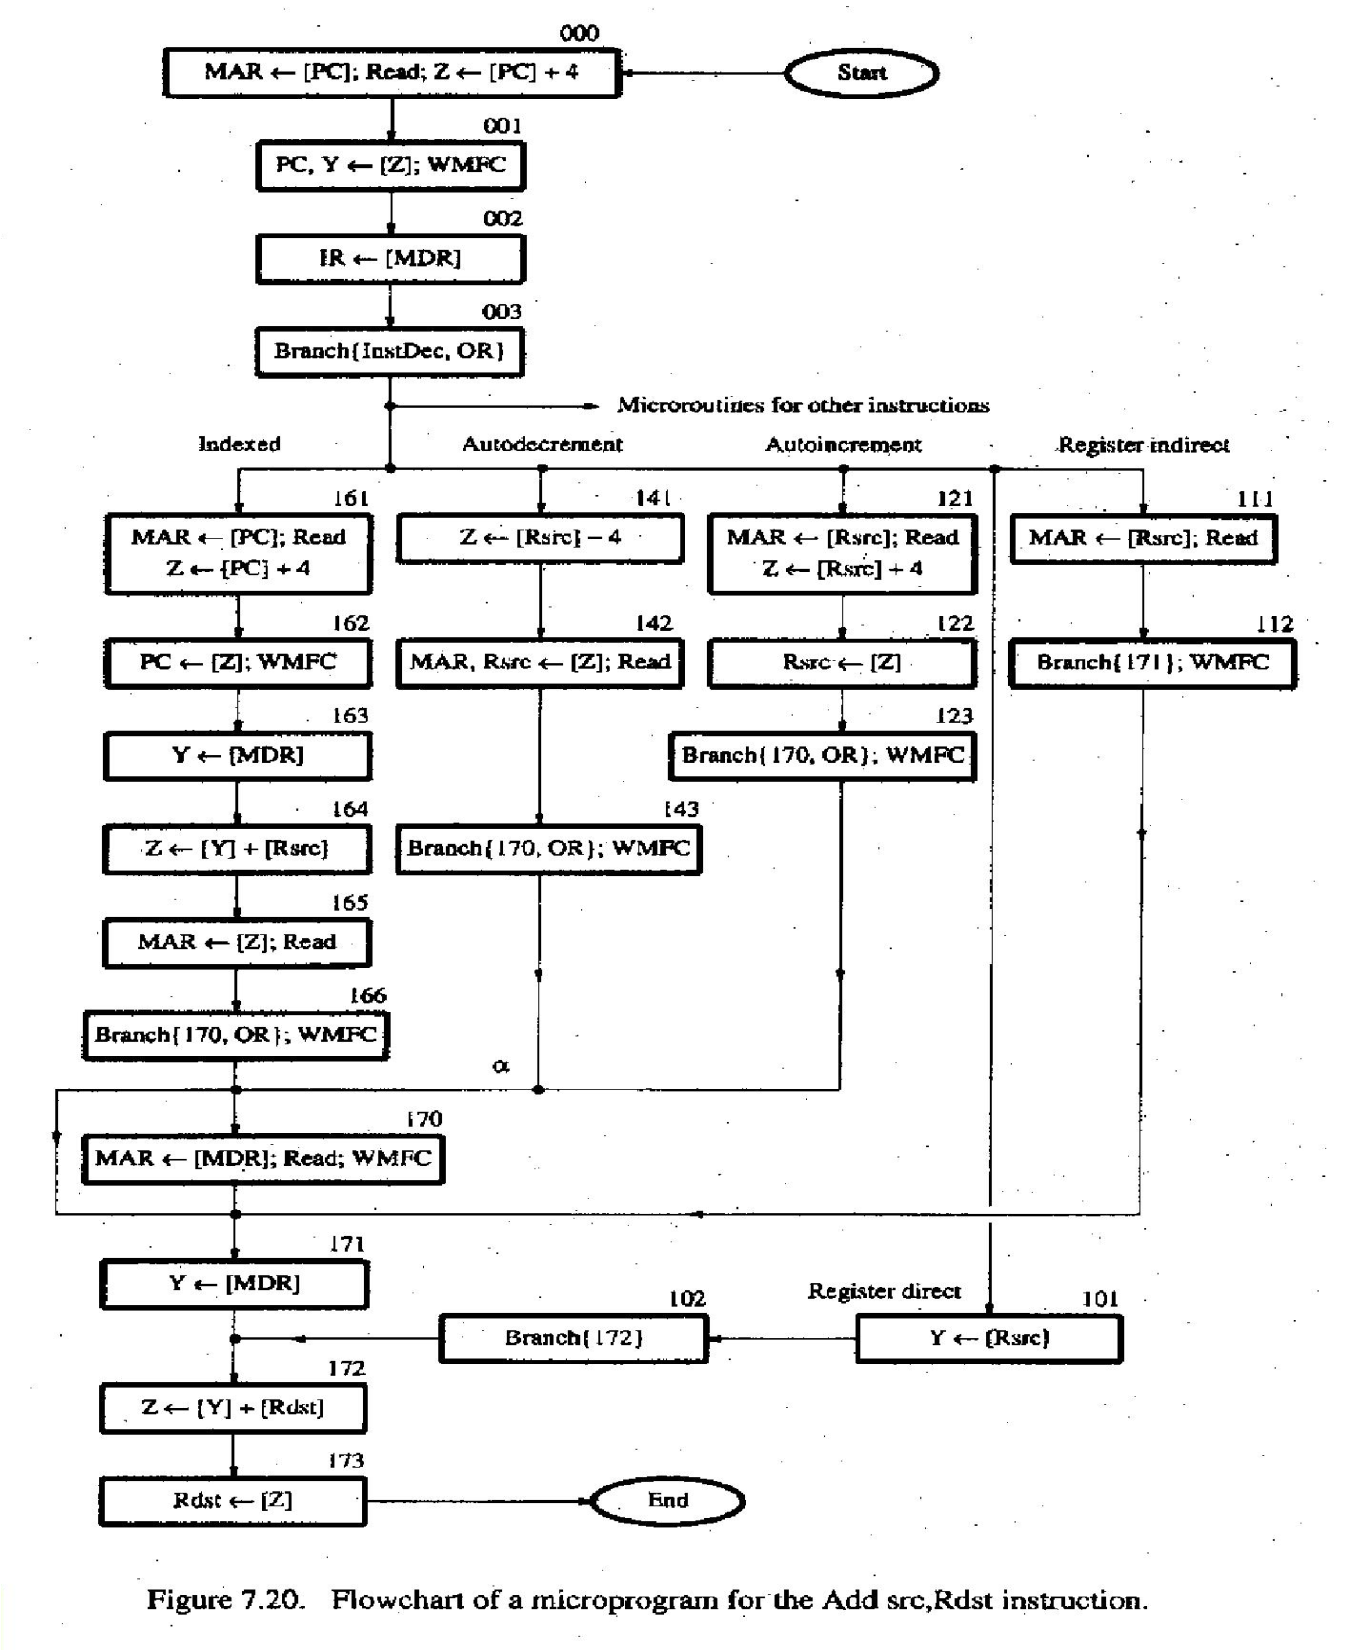 000
MAR ← [PC]; Read; Z ← [PC] + 4
Start
001
PC, Y ← [Z]; WMFC
002
IR ← [MDR]
003
Branch{InstDec, OR}
Microroutines for other instructions
Indexed
Autodecrement
Autoincrement
Register indirect
161
141
121
111
MAR ← [PC]; Read
Z ← [PC] + 4
Z ← [Rsrc] − 4
MAR ← [Rsrc]; Read
Z ← [Rsrc] + 4
MAR ← [Rsrc]; Read
162
142
122
112
PC ← [Z]; WMFC
MAR, Rsrc ← [Z]; Read
Rsrc ← [Z]
Branch{171}; WMFC
163
123
Y ← [MDR]
Branch{170, OR}; WMFC
164
143
Z ← [Y] + [Rsrc]
Branch{170, OR}; WMFC
165
MAR ← [Z]; Read
166
Branch{170, OR}; WMFC
α
170
MAR ← [MDR]; Read; WMFC
171
Y ← [MDR]
Register direct
102
101
Branch{172}
Y ← [Rsrc]
172
Z ← [Y] + [Rdst]
173
Rdst ← [Z]
End
Figure 7.20. Flowchart of a microprogram for the Add src,Rdst instruction.